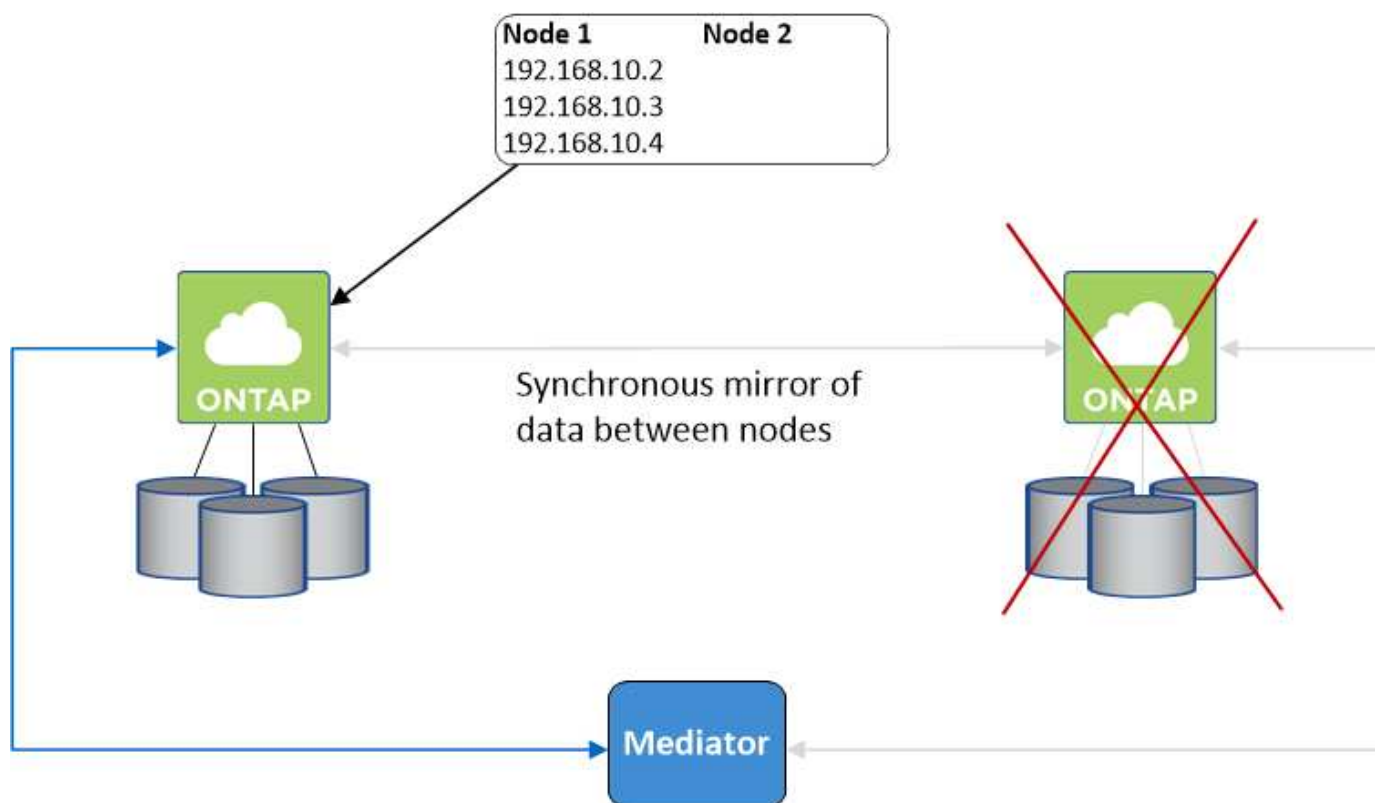 Node 1 Node 2
192.168.10.2
192.168.10.3
192.168.10.4
ONTAP
Synchronous mirror of
data between nodes
ONTAP
Mediator